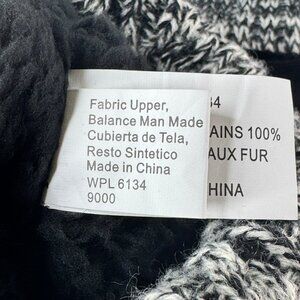 Fabric Upper,
Balance Man Made
Cubierta de Tela,
Resto Sintetico
Made in China
WPL 6134
9000
34
AINS 100%
AUX FUR
HINA